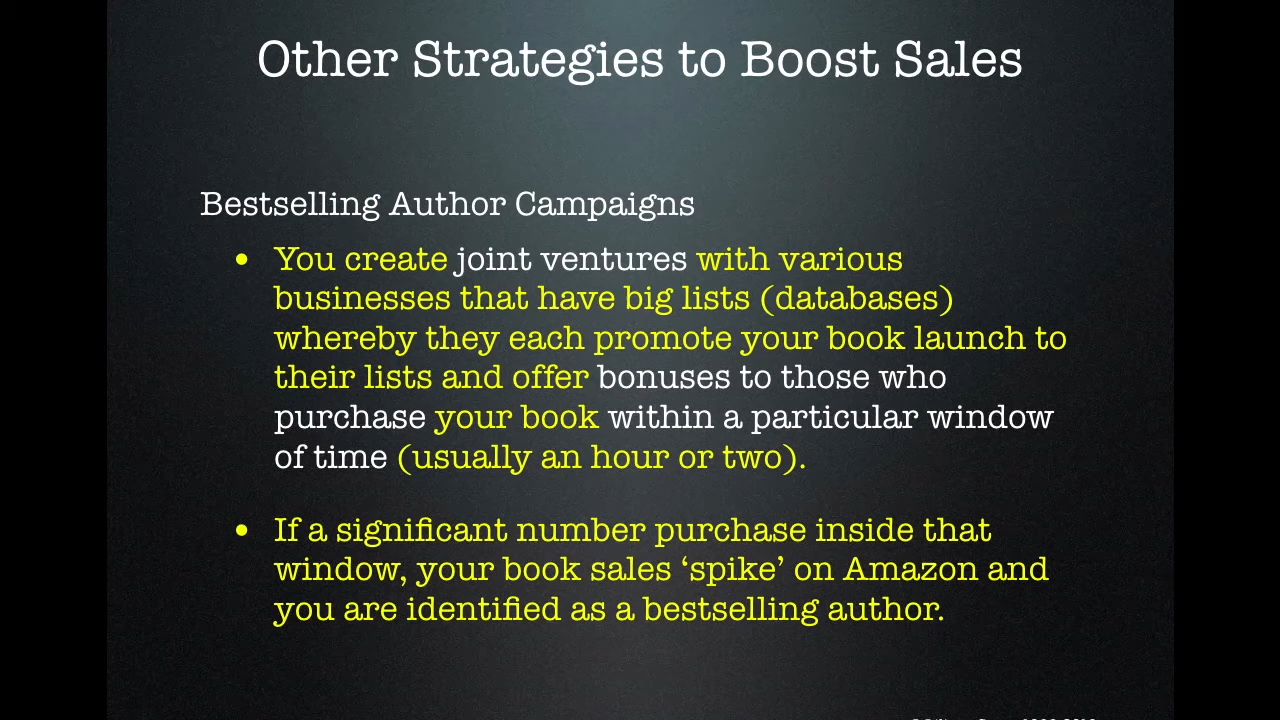 Other Strategies to Boost Sales
Bestselling Author Campaigns
• You create joint ventures with various
businesses that have big lists (databases)
whereby they each promote your book launch to
their lists and offer bonuses to those who
purchase your book within a particular window
of time (usually an hour or two).
• If a significant number purchase inside that
window, your book sales ‘spike’ on Amazon and
you are identified as a bestselling author.